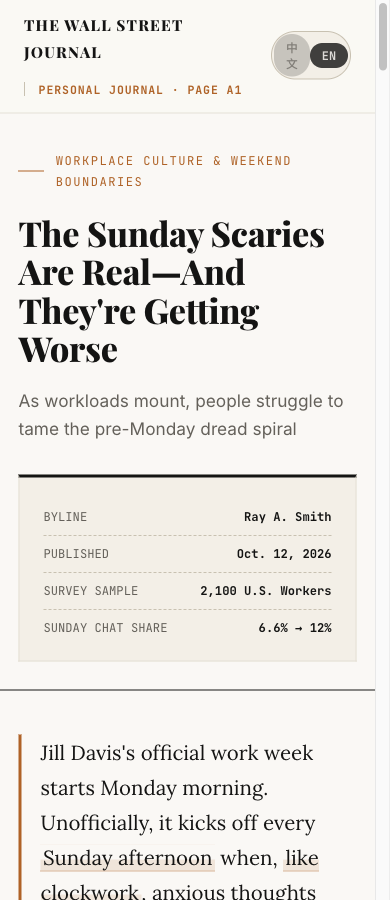 THE WALL STREET
JOURNAL
PERSONAL JOURNAL · PAGE A1
中
文
EN
WORKPLACE CULTURE & WEEKEND
BOUNDARIES
The Sunday Scaries
Are Real—And
They're Getting
Worse
As workloads mount, people struggle to
tame the pre-Monday dread spiral
BYLINE Ray A. Smith
PUBLISHED Oct. 12, 2026
SURVEY SAMPLE 2,100 U.S. Workers
SUNDAY CHAT SHARE 6.6% → 12%
Jill Davis's official work week
starts Monday morning.
Unofficially, it kicks off every
Sunday afternoon when, like
clockwork, anxious thoughts